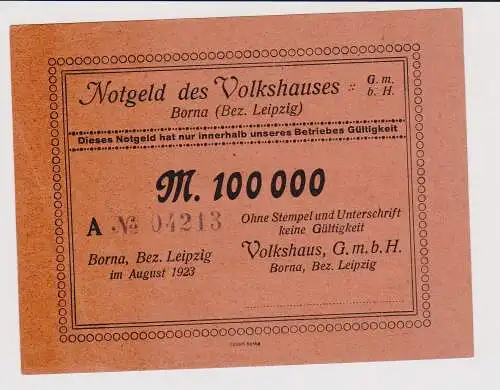 Notgeld des Volkshauses :: G. m. b. H.
Borna (Bez. Leipzig)
Dieses Notgeld hat nur innerhalb unseres Betriebes Gültigkeit
M. 100 000
A № 04213
Ohne Stempel und Unterschrift
keine Gültigkeit
Borna, Bez. Leipzig
im August 1923
Volkshaus, G. m. b. H.
Borna, Bez. Leipzig